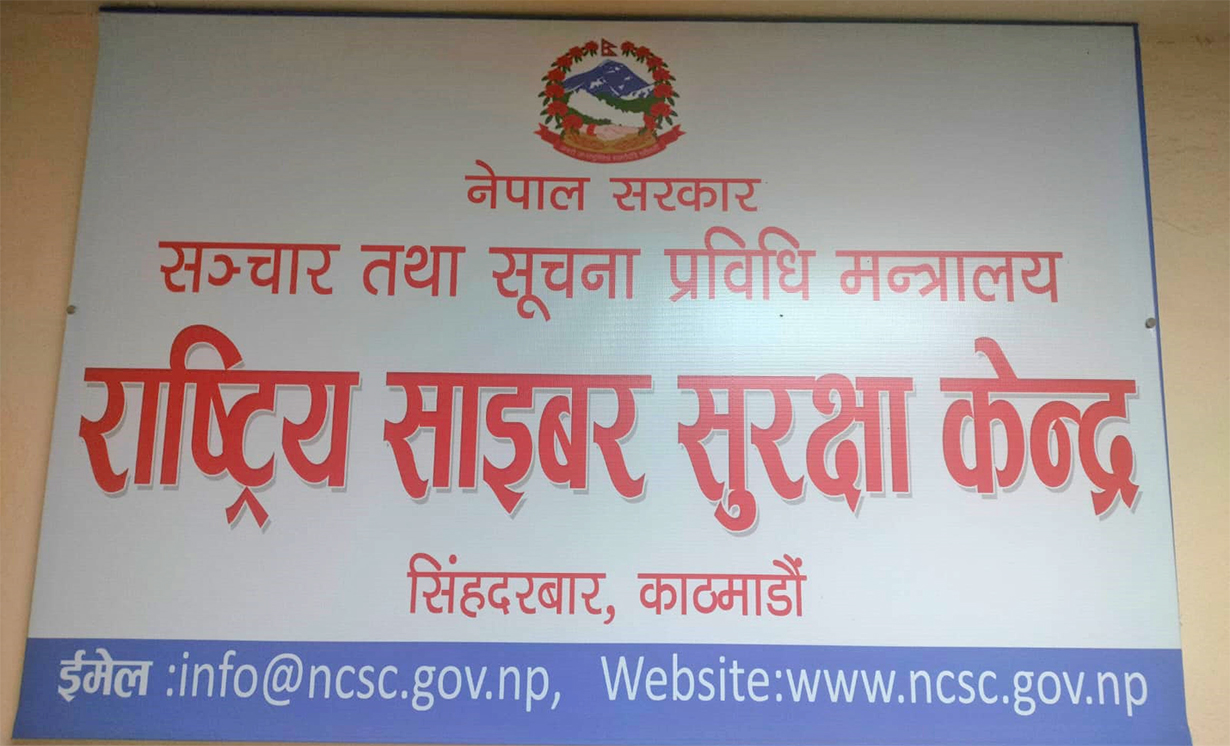 नेपाल सरकार
सञ्चार तथा सूचना प्रविधि मन्त्रालय
राष्ट्रिय साइबर सुरक्षा केन्द्र
सिंहदरबार, काठमाडौं
ईमेल :info@ncsc.gov.np, Website:www.ncsc.gov.np